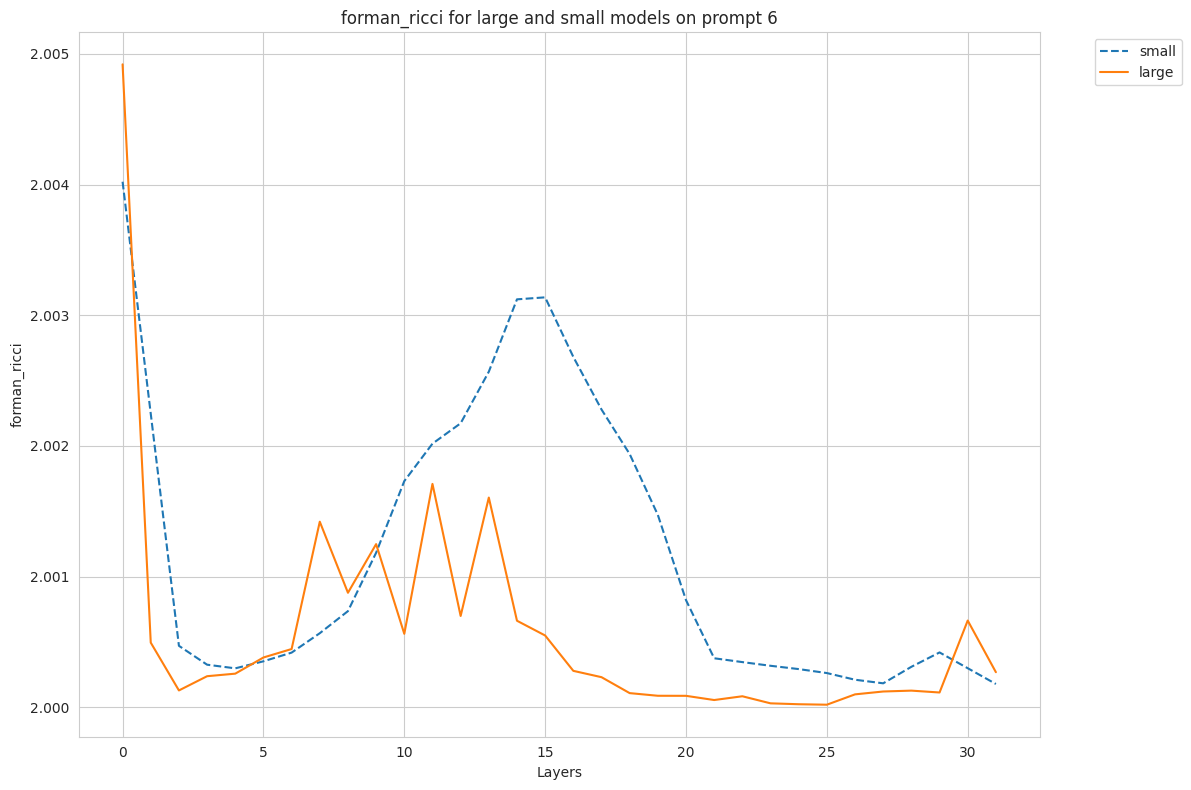 forman_ricci for large and small models on prompt 6
small
large
2.005
2.004
2.003
2.002
2.001
2.000
forman_ricci
0 5 10 15 20 25 30
Layers